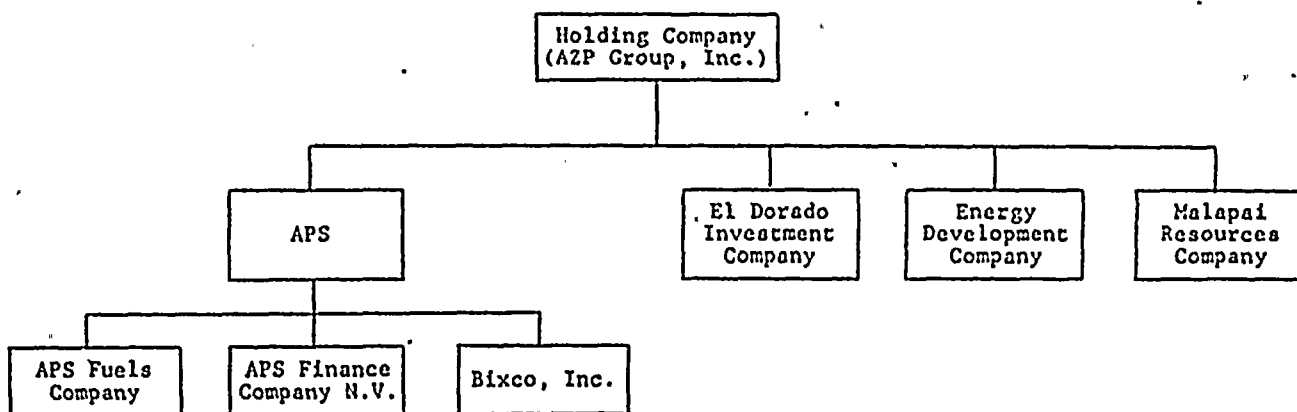 Holding Company
(AZP Group, Inc.)
APS
El Dorado
Investment
Company
Energy
Development
Company
Malapai
Resources
Company
APS Fuels
Company
APS Finance
Company N.V.
Bixco, Inc.